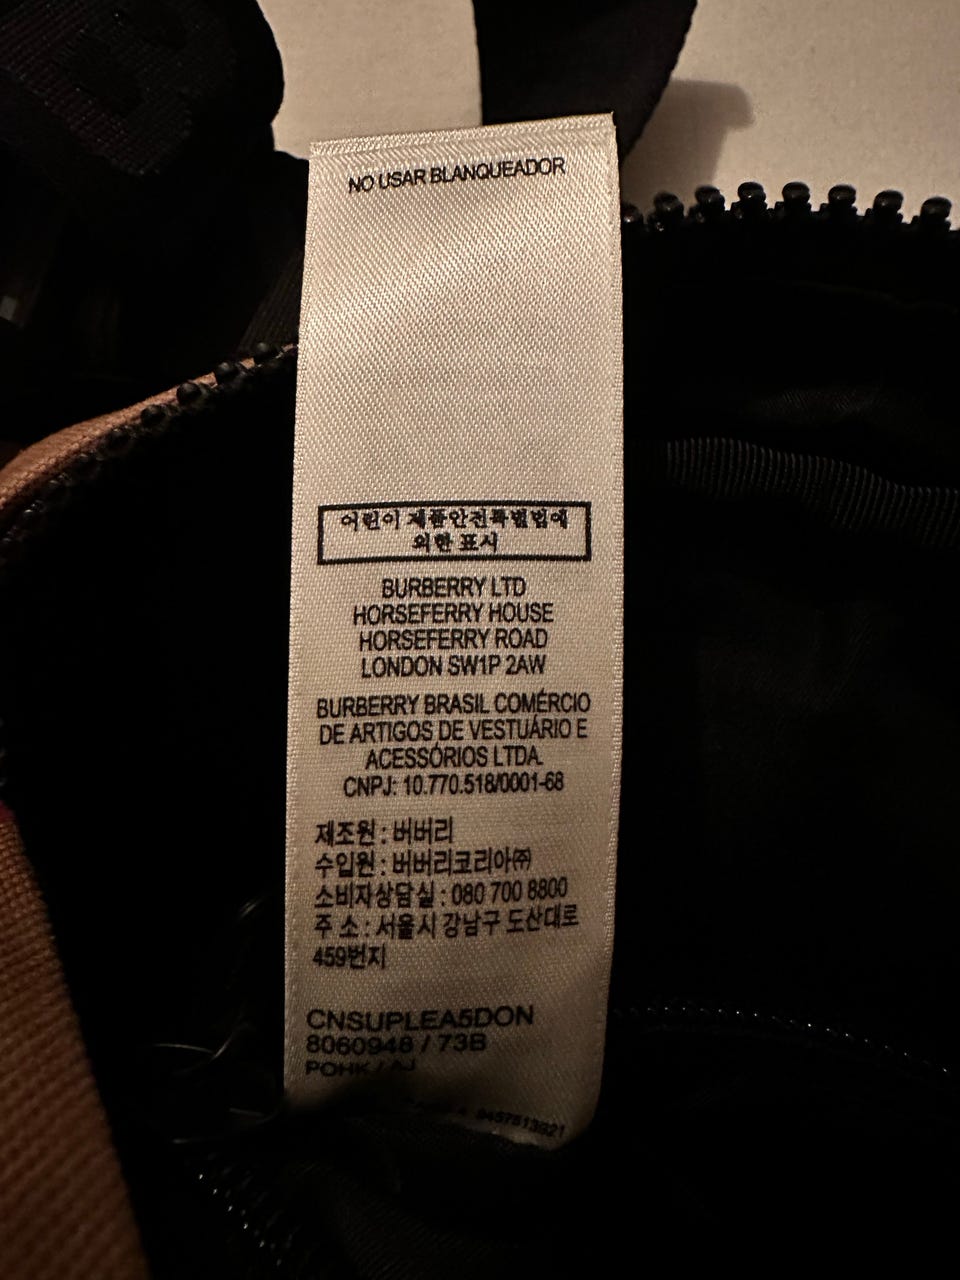 NO USAR BLANQUEADOR
어린이 제품안전특별법에
의한 표시
BURBERRY LTD
HORSEFERRY HOUSE
HORSEFERRY ROAD
LONDON SW1P 2AW
BURBERRY BRASIL COMÉRCIO
DE ARTIGOS DE VESTUÁRIO E
ACESSÓRIOS LTDA.
CNPJ: 10.770.518/0001-68
제조원 : 버버리
수입원 : 버버리코리아㈜
소비자상담실 : 080 700 8800
주 소 : 서울시 강남구 도산대로
459번지
CNSUPLEA5DON
8060948 / 73B
POHK / AJ